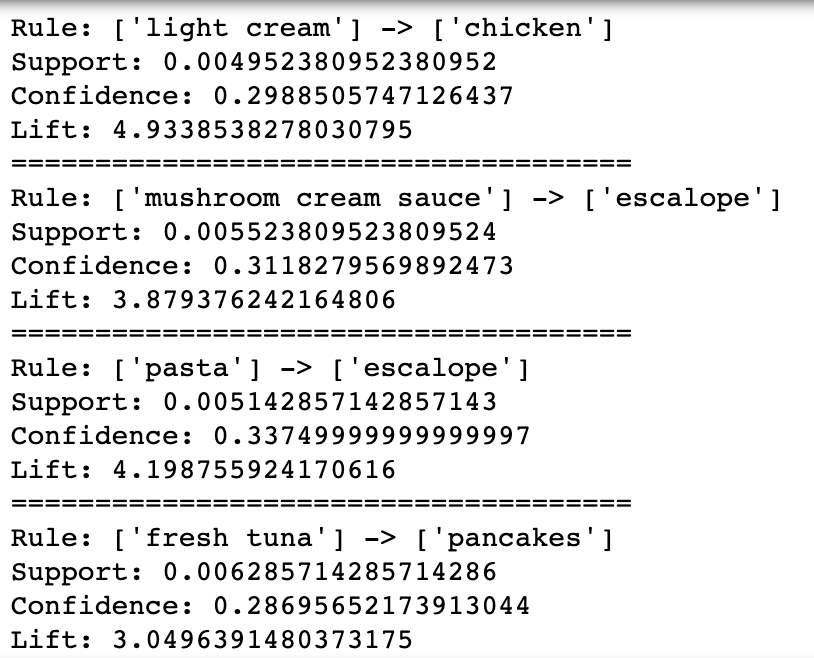 Rule: ['light cream'] -> ['chicken']
Support: 0.004952380952380952
Confidence: 0.2988505747126437
Lift: 4.9338538278030795
=====================================
Rule: ['mushroom cream sauce'] -> ['escalope']
Support: 0.005523809523809524
Confidence: 0.3118279569892473
Lift: 3.879376242164806
=====================================
Rule: ['pasta'] -> ['escalope']
Support: 0.005142857142857143
Confidence: 0.33749999999999997
Lift: 4.198755924170616
=====================================
Rule: ['fresh tuna'] -> ['pancakes']
Support: 0.006285714285714286
Confidence: 0.28695652173913044
Lift: 3.0496391480373175